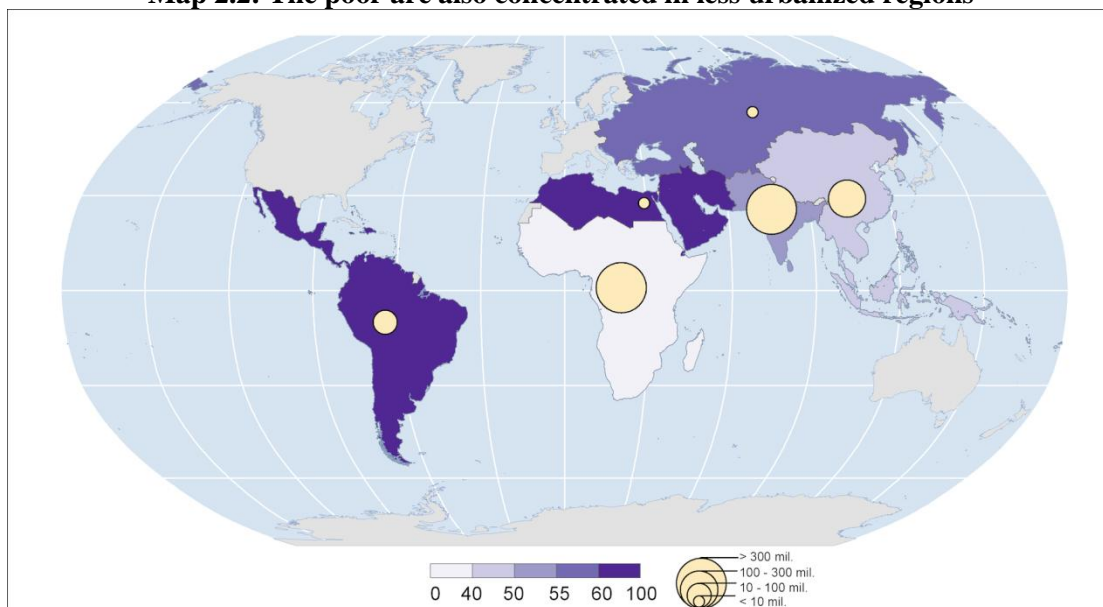 Map 2.2: The poor are also concentrated in less urbanized regions
0 40 50 55 60 100
> 300 mil.
100 - 300 mil.
10 - 100 mil.
< 10 mil.